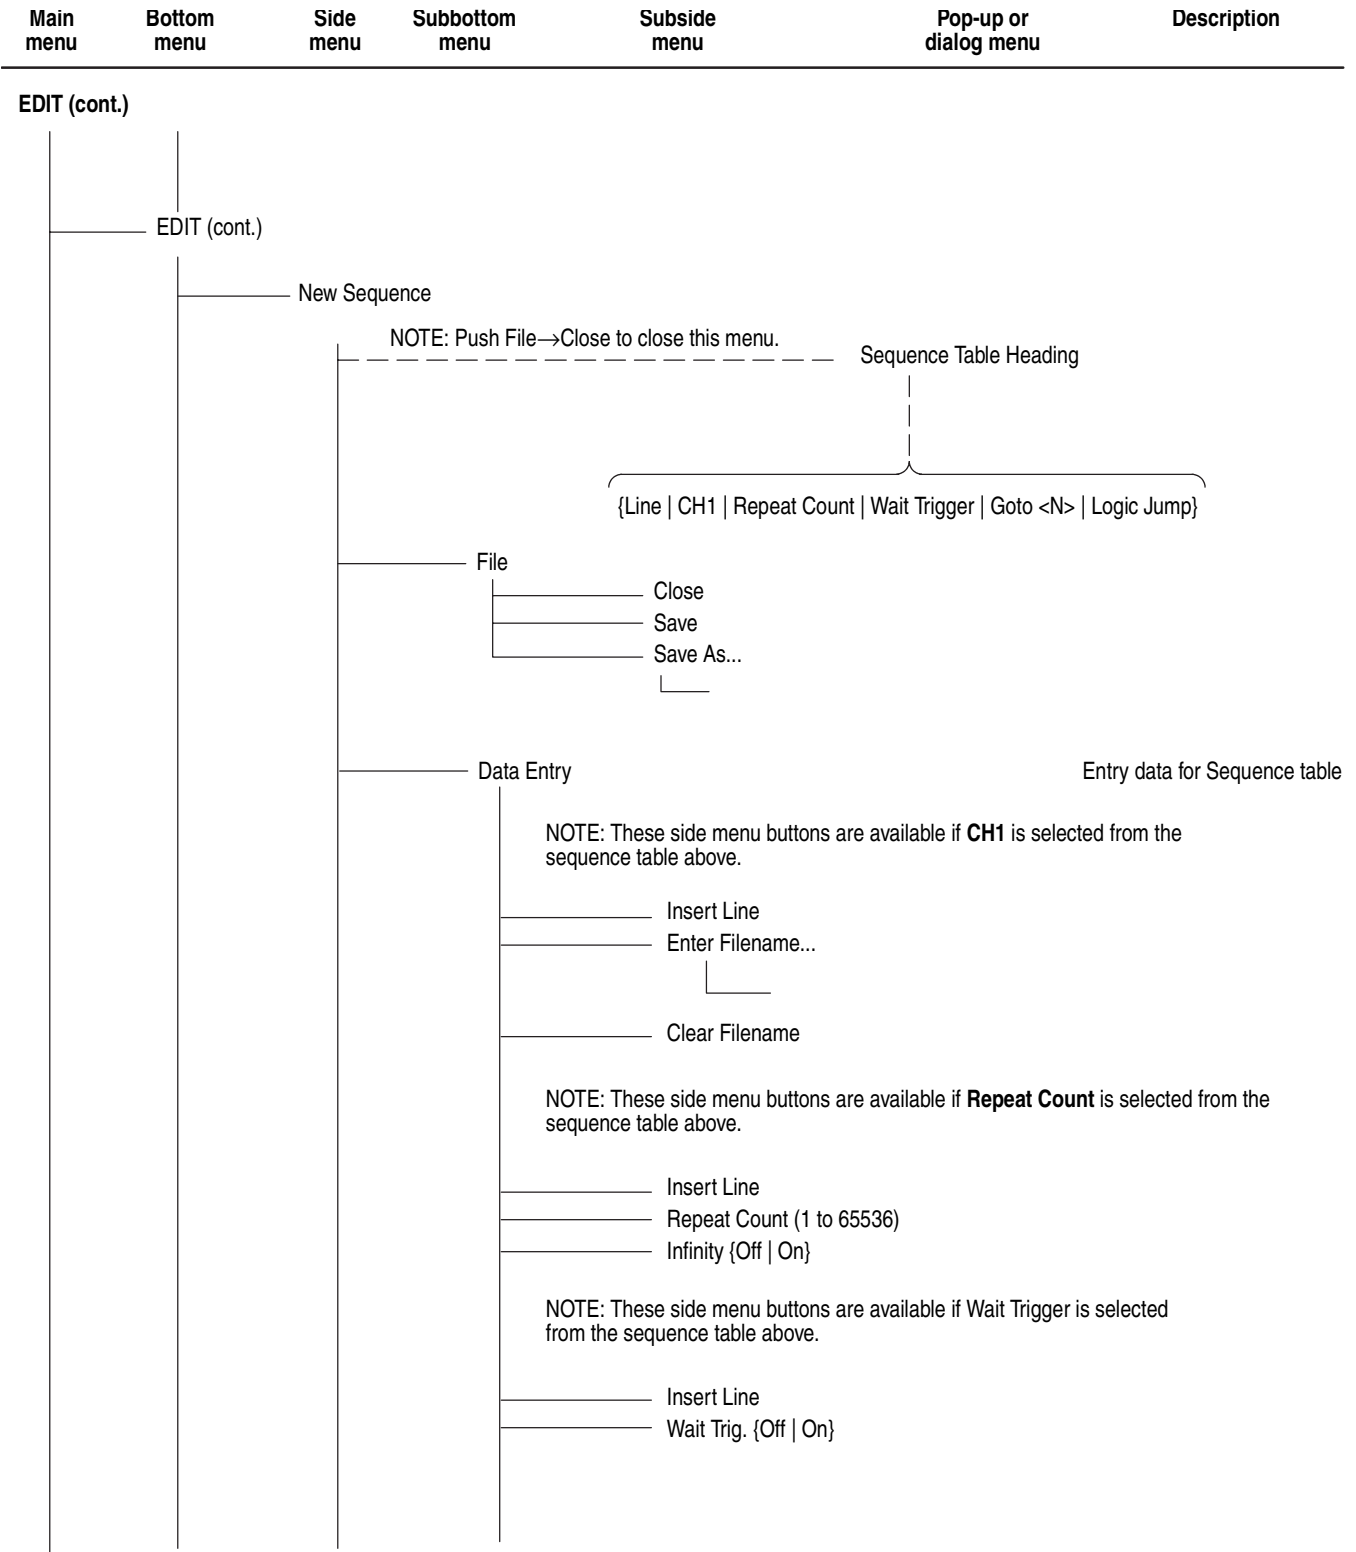 Main menu Bottom menu Side menu Subbottom menu Subside menu Pop-up or dialog menu Description
EDIT (cont.)
EDIT (cont.)
New Sequence
NOTE: Push File→Close to close this menu.
Sequence Table Heading
{Line | CH1 | Repeat Count | Wait Trigger | Goto <N> | Logic Jump}
File
Close
Save
Save As...
Data Entry Entry data for Sequence table
NOTE: These side menu buttons are available if CH1 is selected from the
sequence table above.
Insert Line
Enter Filename...
Clear Filename
NOTE: These side menu buttons are available if Repeat Count is selected from the
sequence table above.
Insert Line
Repeat Count (1 to 65536)
Infinity {Off | On}
NOTE: These side menu buttons are available if Wait Trigger is selected
from the sequence table above.
Insert Line
Wait Trig. {Off | On}